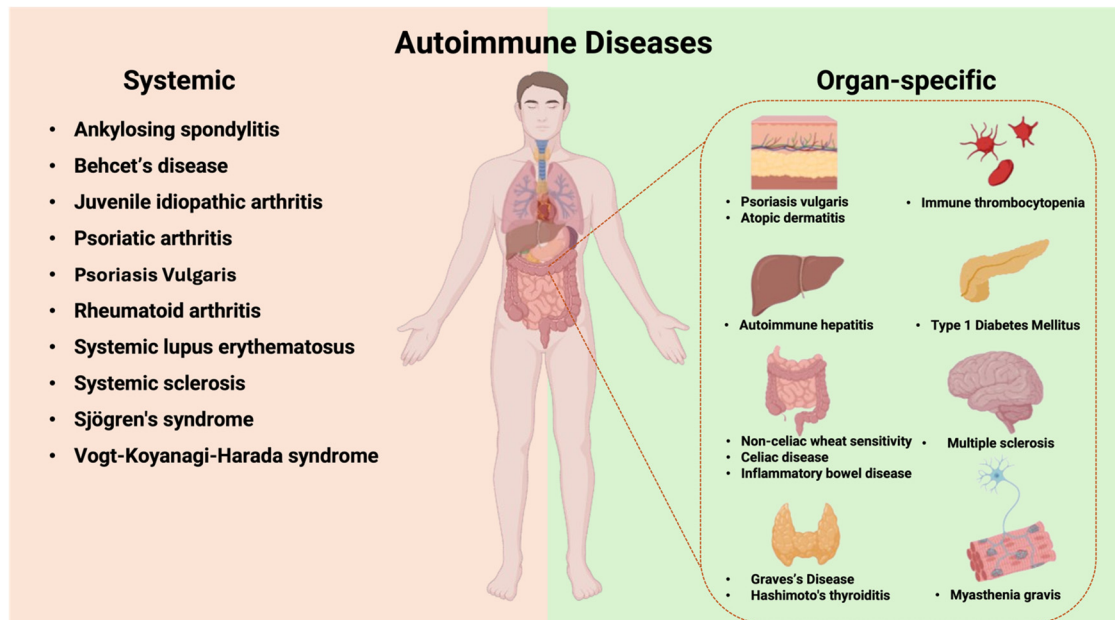 Autoimmune Diseases
Systemic
• Ankylosing spondylitis
• Behcet’s disease
• Juvenile idiopathic arthritis
• Psoriatic arthritis
• Psoriasis Vulgaris
• Rheumatoid arthritis
• Systemic lupus erythematosus
• Systemic sclerosis
• Sjögren's syndrome
• Vogt-Koyanagi-Harada syndrome
Organ-specific
• Psoriasis vulgaris
• Atopic dermatitis
• Immune thrombocytopenia
• Autoimmune hepatitis
• Type 1 Diabetes Mellitus
• Non-celiac wheat sensitivity
• Celiac disease
• Inflammatory bowel disease
• Multiple sclerosis
• Graves’s Disease
• Hashimoto's thyroiditis
• Myasthenia gravis